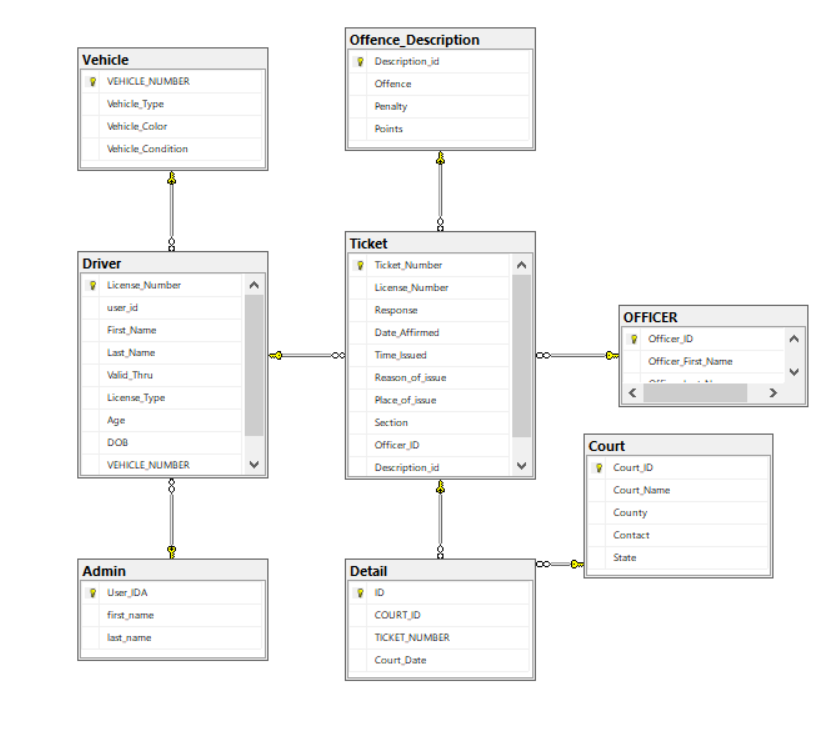 Vehicle
VEHICLE_NUMBER
Vehicle_Type
Vehicle_Color
Vehicle_Condition
Offence_Description
Description_id
Offence
Penalty
Points
Driver
License_Number
user_id
First_Name
Last_Name
Valid_Thru
License_Type
Age
DOB
VEHICLE_NUMBER
Ticket
Ticket_Number
License_Number
Response
Date_Affirmed
Time_Issued
Reason_of_issue
Place_of_issue
Section
Officer_ID
Description_id
OFFICER
Officer_ID
Officer_First_Name
Court
Court_ID
Court_Name
County
Contact
State
Admin
User_IDA
first_name
last_name
Detail
ID
COURT_ID
TICKET_NUMBER
Court_Date